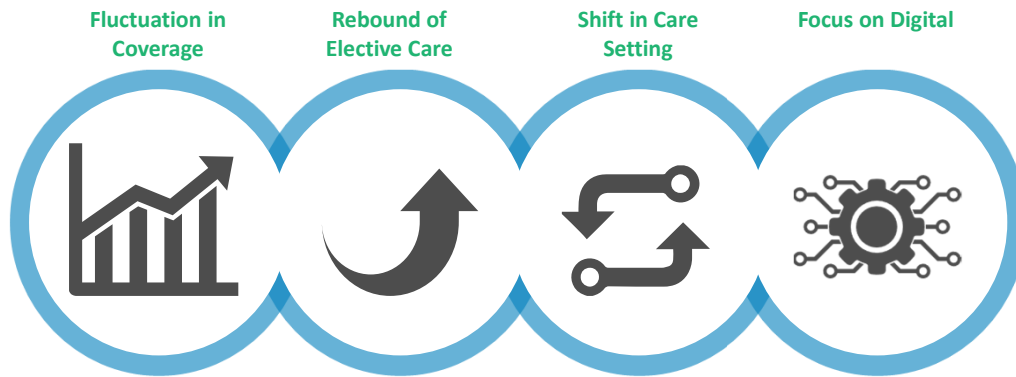 Fluctuation in
Coverage
Rebound of
Elective Care
Shift in Care
Setting
Focus on Digital